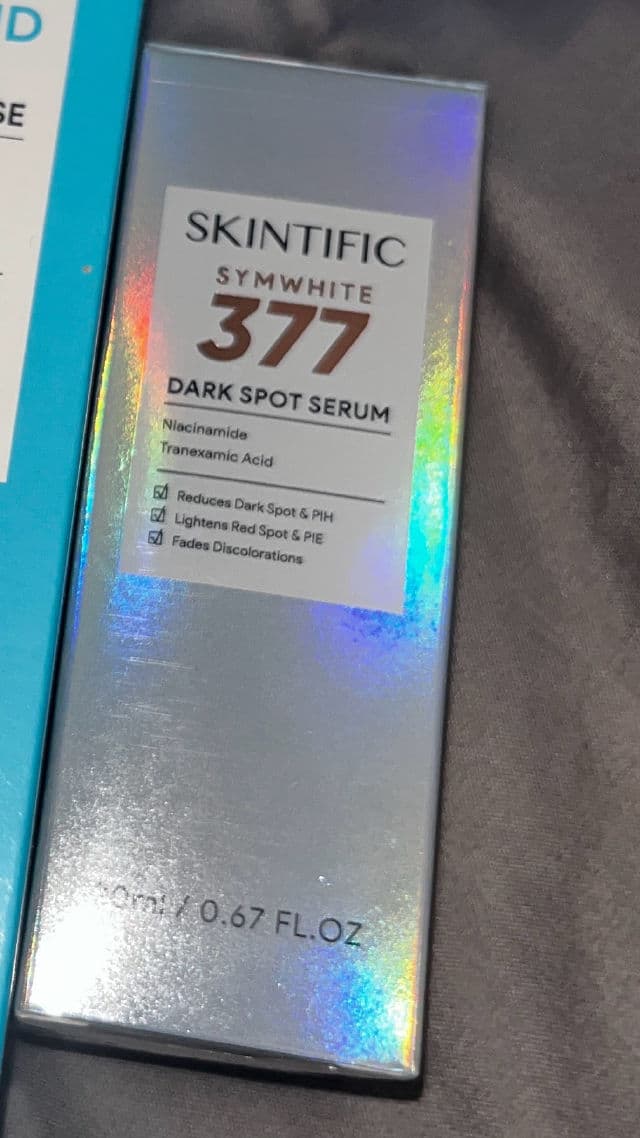 SKINTIFIC
SYMWHITE
377
DARK SPOT SERUM
Niacinamide
Tranexamic Acid
Reduces Dark Spot & PIH
Lightens Red Spot & PIE
Fades Discolorations
/ 0.67 FL.OZ